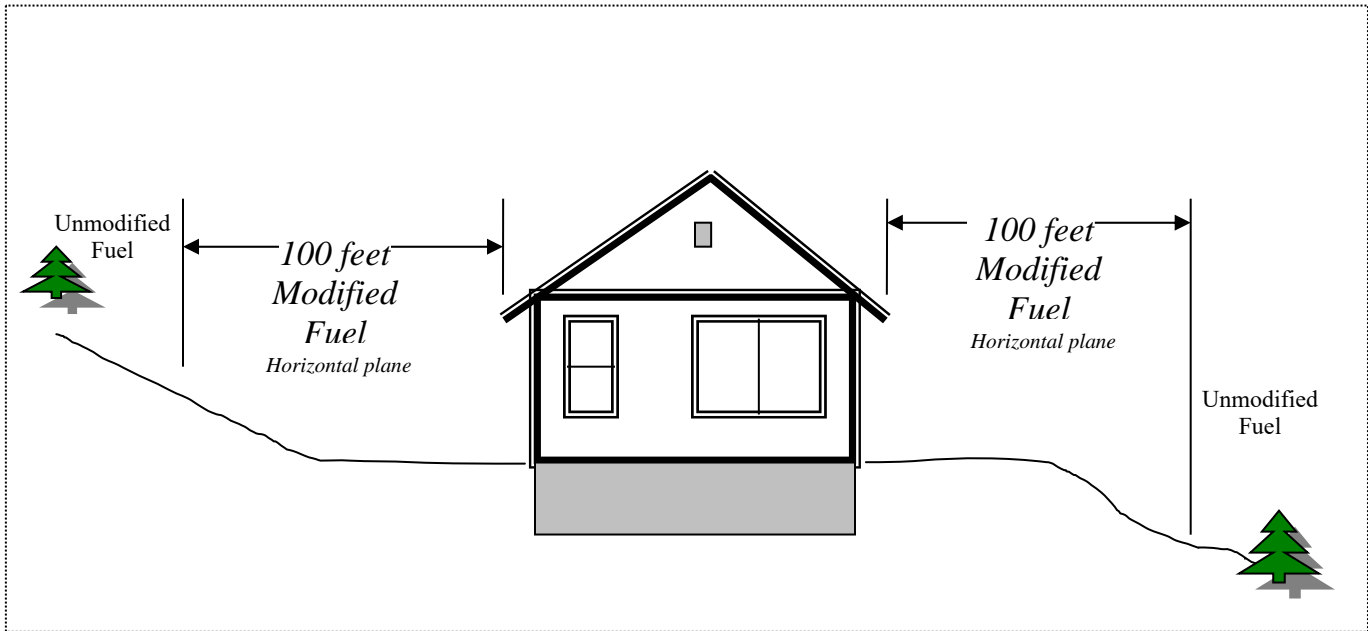 Unmodified
Fuel
100 feet
Modified
Fuel
Horizontal plane
100 feet
Modified
Fuel
Horizontal plane
Unmodified
Fuel